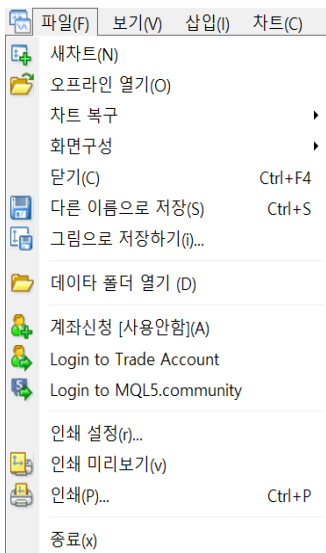 파일(F) 보기(V) 삽입(I) 차트(C)
새차트(N)
오프라인 열기(O)
차트 복구
화면구성
닫기(C) Ctrl+F4
다른 이름으로 저장(S) Ctrl+S
그림으로 저장하기(i)...
데이타 폴더 열기 (D)
계좌신청 [사용안함](A)
Login to Trade Account
Login to MQL5.community
인쇄 설정(r)...
인쇄 미리보기(v)
인쇄(P)... Ctrl+P
종료(x)